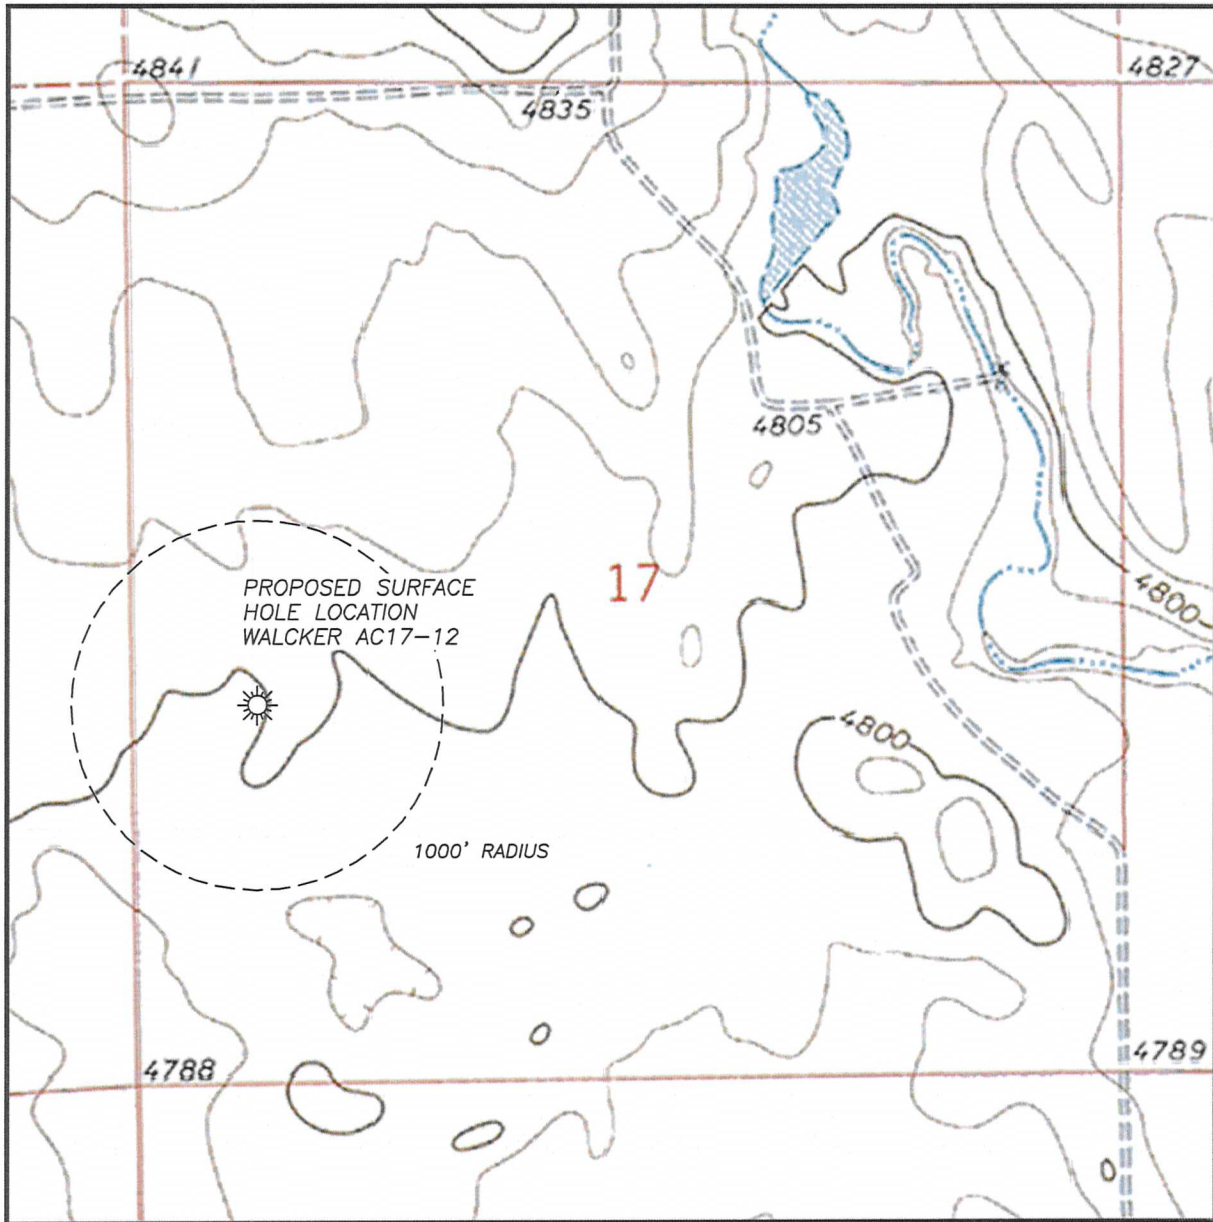 4841
4827
4835
4805
PROPOSED SURFACE
HOLE LOCATION
WALCKER AC17-12
17
4800
4800
1000' RADIUS
4788
4789